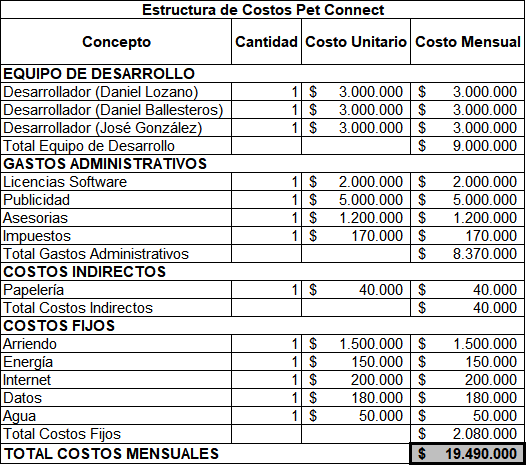 Estructura de Costos Pet Connect
Concepto Cantidad Costo Unitario Costo Mensual
EQUIPO DE DESARROLLO
Desarrollador (Daniel Lozano) 1 $ 3.000.000 $ 3.000.000
Desarrollador (Daniel Ballesteros) 1 $ 3.000.000 $ 3.000.000
Desarrollador (José González) 1 $ 3.000.000 $ 3.000.000
Total Equipo de Desarrollo $ 9.000.000
GASTOS ADMINISTRATIVOS
Licencias Software 1 $ 2.000.000 $ 2.000.000
Publicidad 1 $ 5.000.000 $ 5.000.000
Asesorias 1 $ 1.200.000 $ 1.200.000
Impuestos 1 $ 170.000 $ 170.000
Total Gastos Administrativos $ 8.370.000
COSTOS INDIRECTOS
Papelería 1 $ 40.000 $ 40.000
Total Costos Indirectos $ 40.000
COSTOS FIJOS
Arriendo 1 $ 1.500.000 $ 1.500.000
Energía 1 $ 150.000 $ 150.000
Internet 1 $ 200.000 $ 200.000
Datos 1 $ 180.000 $ 180.000
Agua 1 $ 50.000 $ 50.000
Total Costos Fijos $ 2.080.000
TOTAL COSTOS MENSUALES $ 19.490.000